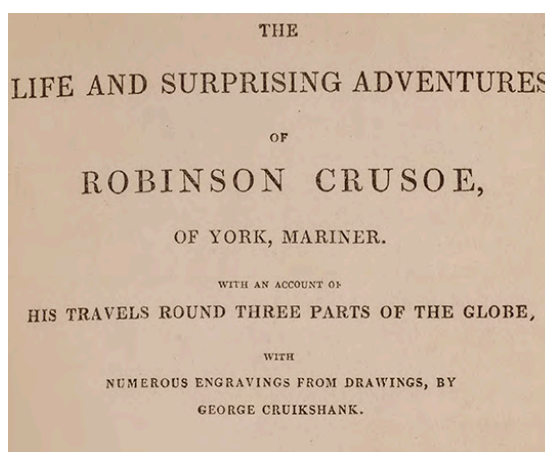 THE
LIFE AND SURPRISING ADVENTURES
OF
ROBINSON CRUSOE,
OF YORK, MARINER.
WITH AN ACCOUNT OF
HIS TRAVELS ROUND THREE PARTS OF THE GLOBE,
WITH
NUMEROUS ENGRAVINGS FROM DRAWINGS, BY
GEORGE CRUIKSHANK.